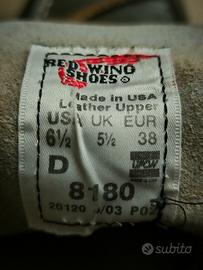 RED WING
SHOES
Made in USA
Leather Upper
USA UK EUR
6½ 5½ 38
D
8180
subito